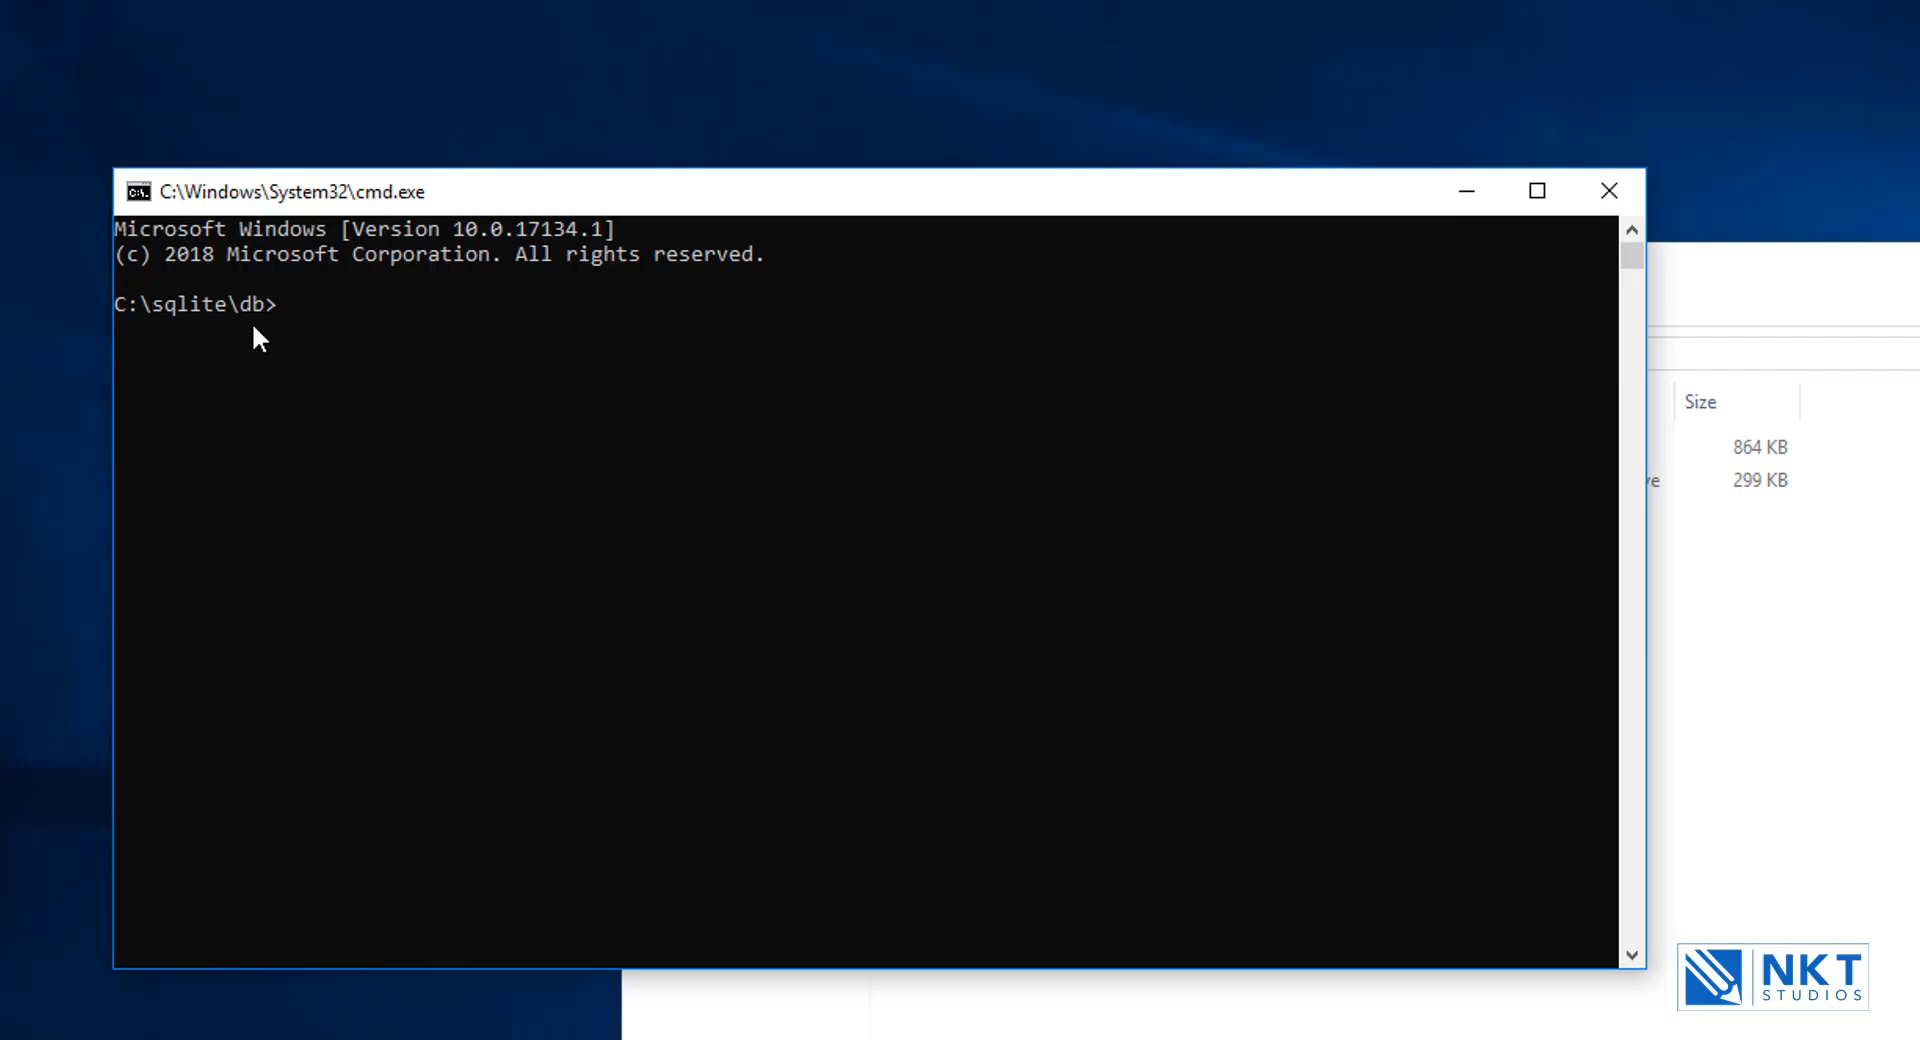 C:\Windows\System32\cmd.exe
Microsoft Windows [Version 10.0.17134.1]
(c) 2018 Microsoft Corporation. All rights reserved.
C:\sqlite\db>
Size
864 KB
299 KB
NKT
STUDIOS